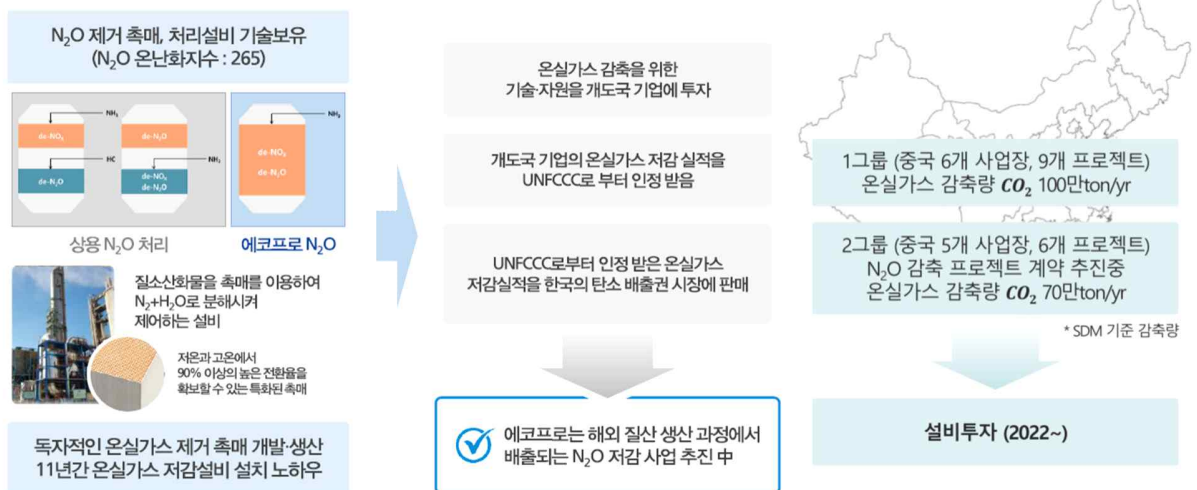 N₂O 제거 촉매, 처리설비 기술보유
(N₂O 온난화지수 : 265)
NH₃
de-NOₓ
HC
de-N₂O
de-N₂O
NH₃
de-NOₓ
de-N₂O
NH₃
de-NOₓ
de-N₂O
상용 N₂O 처리
에코프로 N₂O
질소산화물을 촉매를 이용하여
N₂+H₂O로 분해시켜
제어하는 설비
저온과 고온에서
90% 이상의 높은 전환율을
확보할 수 있는 특화된 촉매
독자적인 온실가스 제거 촉매 개발·생산
11년간 온실가스 저감설비 설치 노하우
온실가스 감축을 위한
기술·자원을 개도국 기업에 투자
개도국 기업의 온실가스 저감 실적을
UNFCCC로 부터 인정 받음
UNFCCC로부터 인정 받은 온실가스
저감실적을 한국의 탄소 배출권 시장에 판매
에코프로는 해외 질산 생산 과정에서
배출되는 N₂O 저감 사업 추진 中
1그룹 (중국 6개 사업장, 9개 프로젝트)
온실가스 감축량 CO₂ 100만ton/yr
2그룹 (중국 5개 사업장, 6개 프로젝트)
N₂O 감축 프로젝트 계약 추진중
온실가스 감축량 CO₂ 70만ton/yr
* SDM 기준 감축량
설비투자 (2022~)